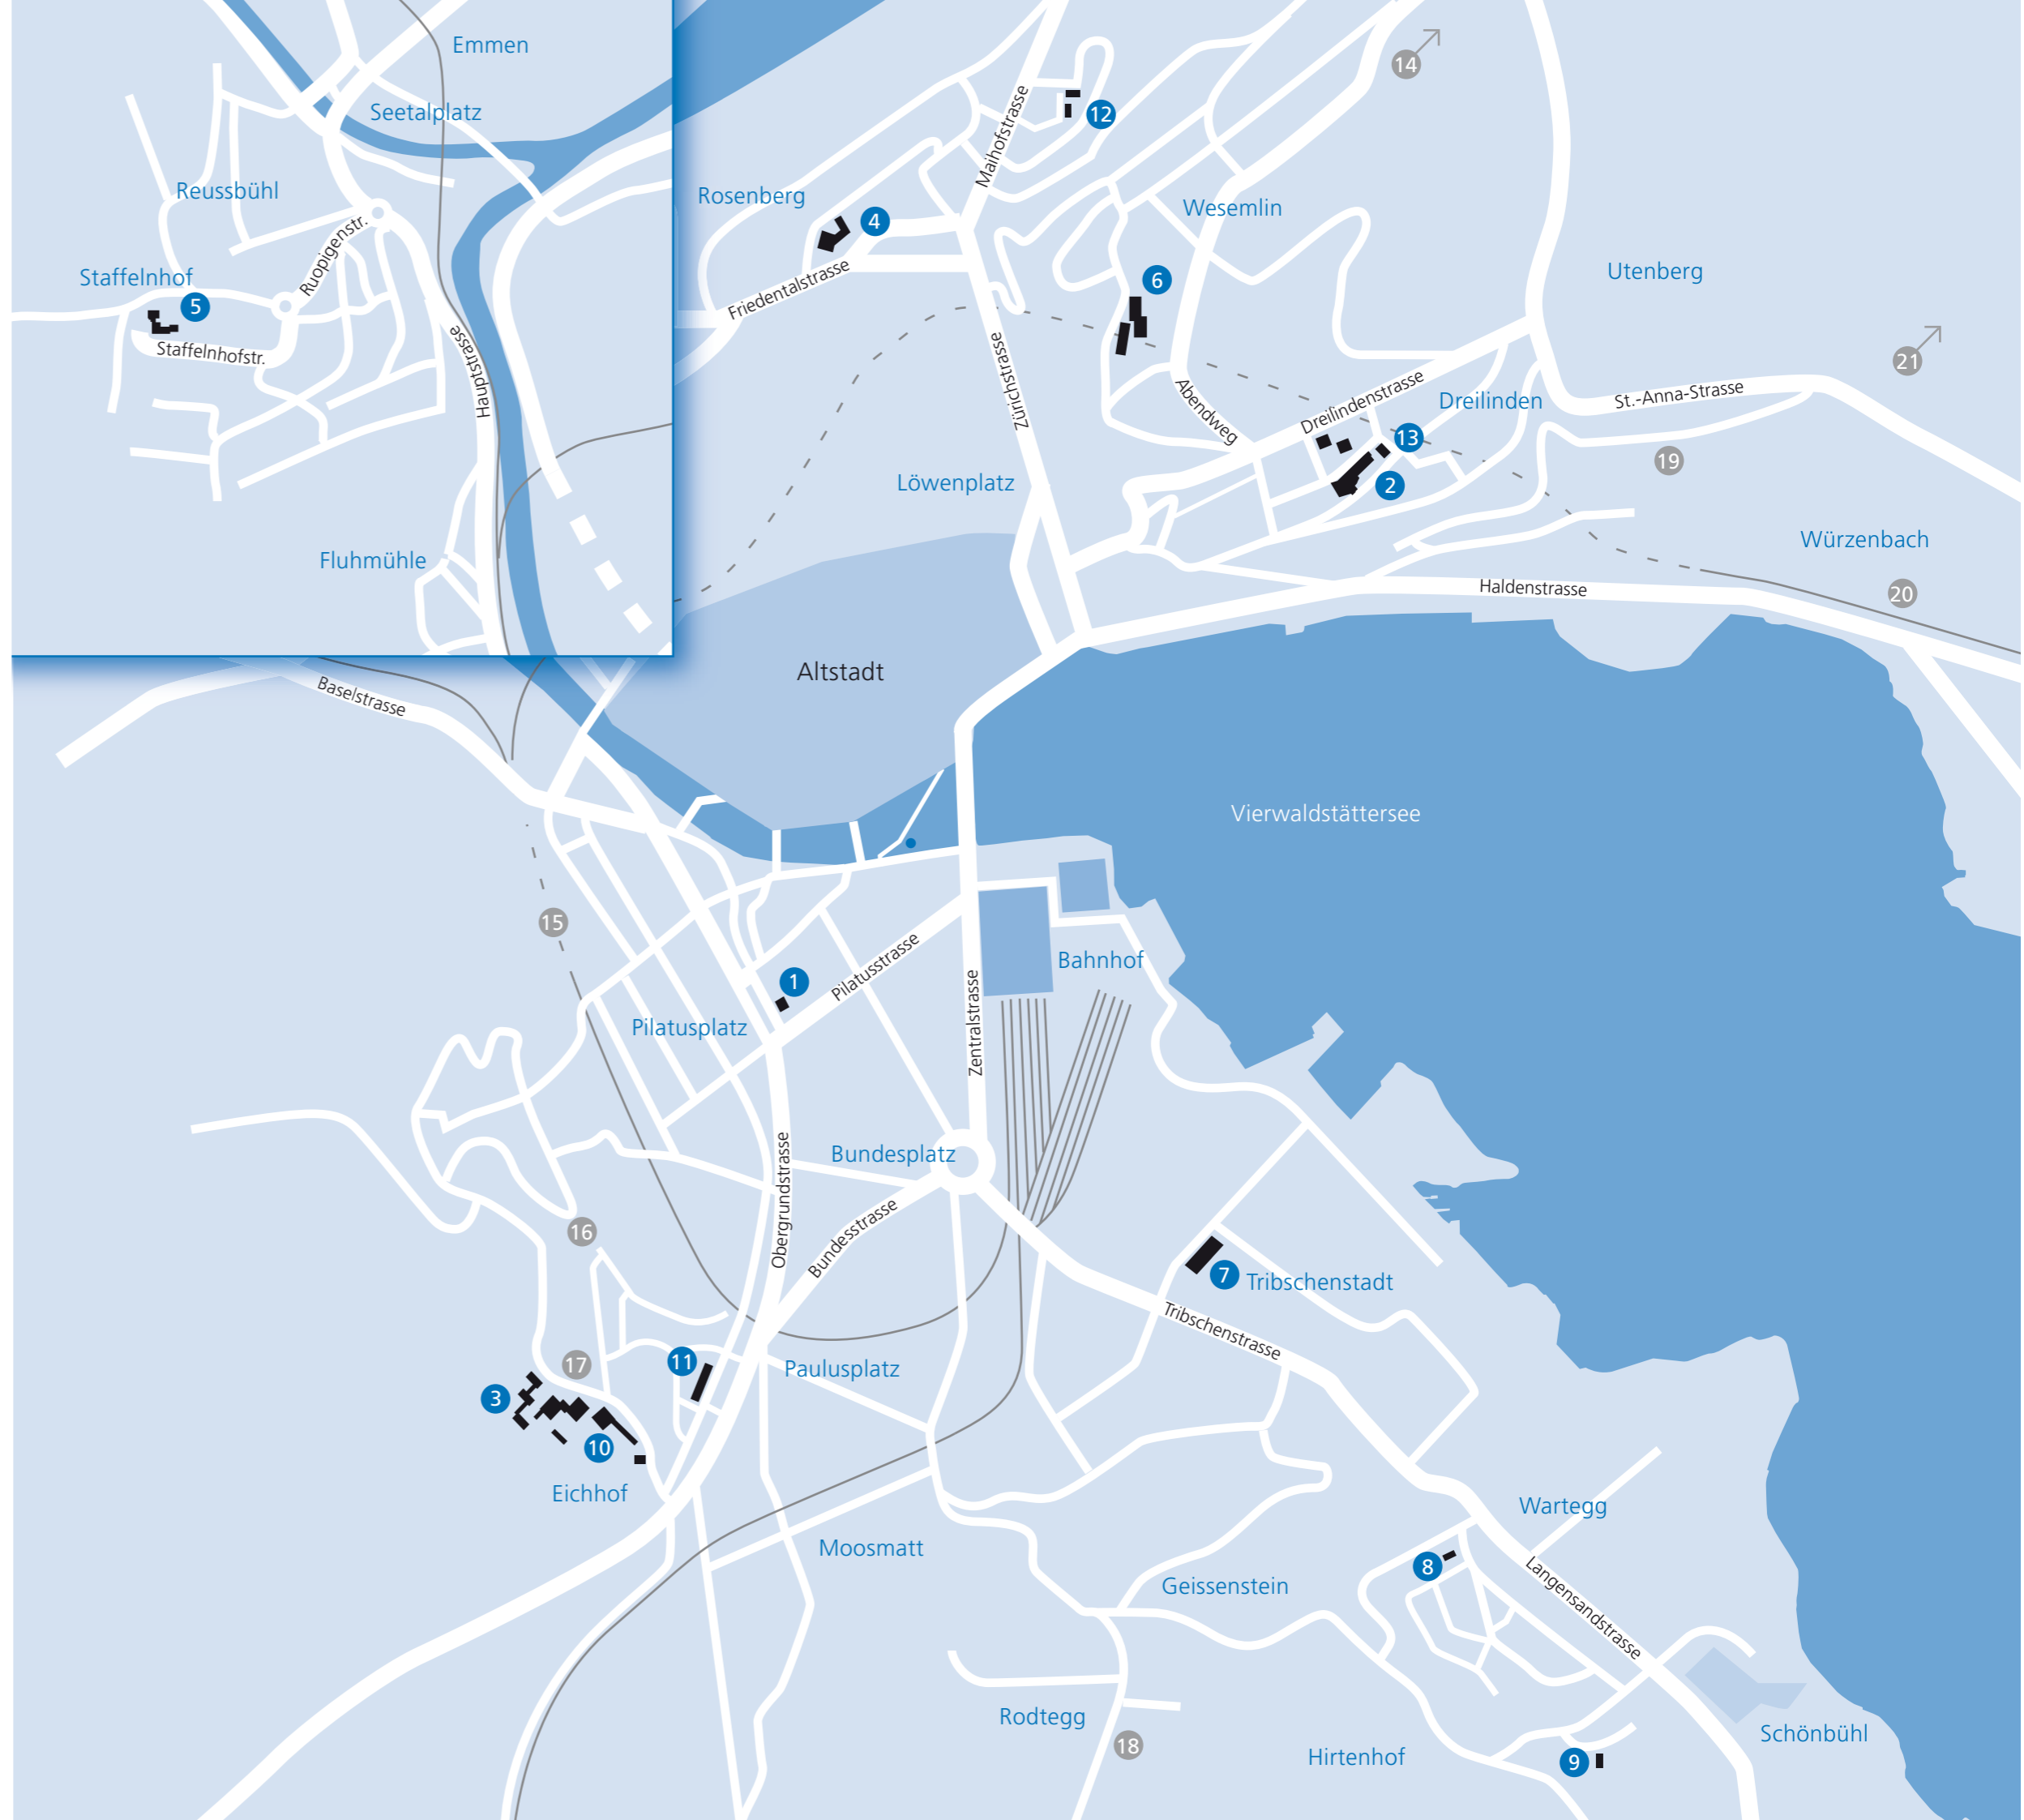 Emmen
14
Seetalplatz
12
Maihofstrasse
Reussbühl
Rosenberg
4
Wesemlin
Ruopigenstr.
Staffelnhof
5
Friedentalstrasse
6
Utenberg
Staffelnhofstr.
Hauptstrasse
Zürichstrasse
21
Abendweg
Dreilindenstrasse
Dreilinden
St.-Anna-Strasse
13
19
Löwenplatz
2
Würzenbach
Fluhmühle
Haldenstrasse
20
Altstadt
Baselstrasse
Vierwaldstättersee
15
Pilatusstrasse
Bahnhof
1
Zentralstrasse
Pilatusplatz
Bundesplatz
Obergrundstrasse
16
Bundesstrasse
7
Tribschenstadt
Tribschenstrasse
17
11
Paulusplatz
3
10
Eichhof
Wartegg
Moosmatt
8
Geissenstein
Langensandstrasse
Rodtegg
18
Hirtenhof
Schönbühl
9